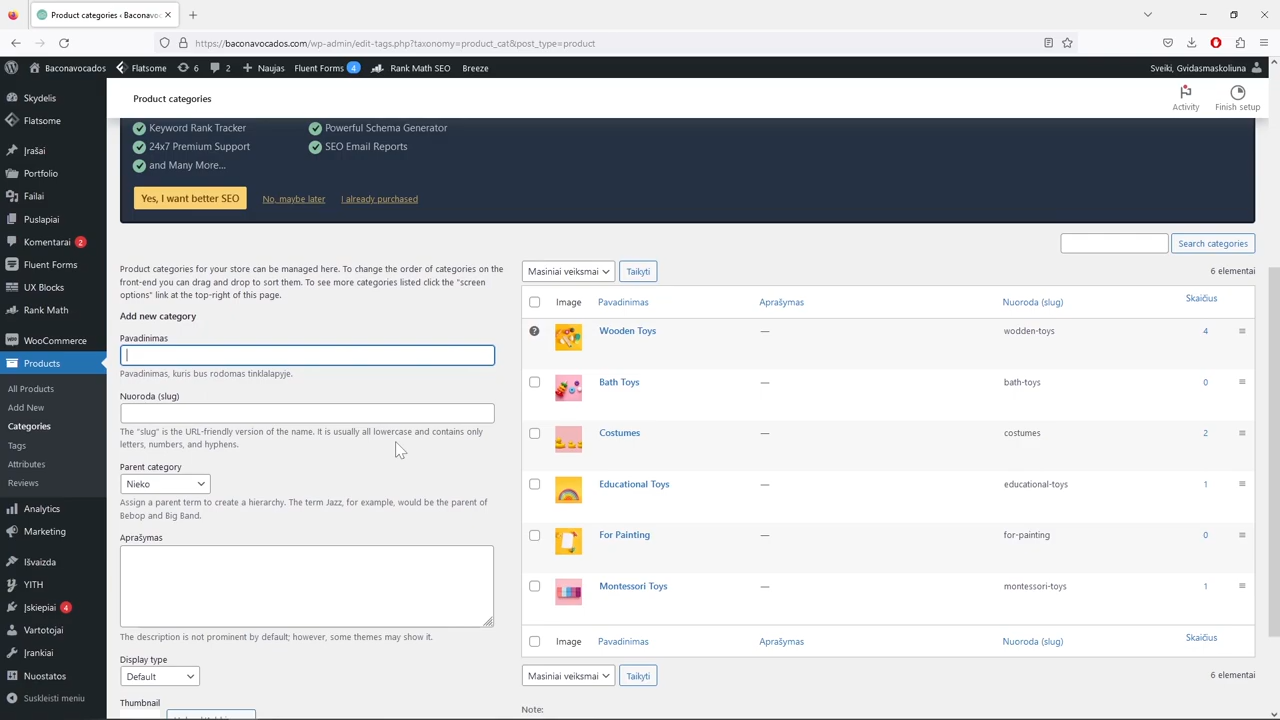 Product categories ‹ Baconavoc
https://baconavocados.com/wp-admin/edit-tags.php?taxonomy=product_cat&post_type=product
Baconavocados Flatsome 6 2 Naujas Fluent Forms 4 Rank Math SEO Breeze Sveiki, Gvidasmaskoliuna
Skydelis
Flatsome
Įrašai
Portfolio
Failai
Puslapiai
Komentarai 2
Fluent Forms
UX Blocks
Rank Math
WooCommerce
Products
All Products
Add New
Categories
Tags
Attributes
Reviews
Analytics
Marketing
Išvaizda
YITH
Įskiepiai 4
Vartotojai
Įrankiai
Nuostatos
Suskleisti meniu
Product categories
Activity
Finish setup
Keyword Rank Tracker
Powerful Schema Generator
24x7 Premium Support
SEO Email Reports
and Many More...
Yes, I want better SEO
No, maybe later
I already purchased
Search categories
Product categories for your store can be managed here. To change the order of categories on the
front-end you can drag and drop to sort them. To see more categories listed click the "screen
options" link at the top-right of this page.
Add new category
Pavadinimas
Pavadinimas, kuris bus rodomas tinklalapyje.
Nuoroda (slug)
The "slug" is the URL-friendly version of the name. It is usually all lowercase and contains only
letters, numbers, and hyphens.
Parent category
Nieko
Assign a parent term to create a hierarchy. The term Jazz, for example, would be the parent of
Bebop and Big Band.
Aprašymas
The description is not prominent by default; however, some themes may show it.
Display type
Default
Thumbnail
Masiniai veiksmai Taikyti 6 elementai
Image Pavadinimas Aprašymas Nuoroda (slug) Skaičius
Wooden Toys — wodden-toys 4
Bath Toys — bath-toys 0
Costumes — costumes 2
Educational Toys — educational-toys 1
For Painting — for-painting 0
Montessori Toys — montessori-toys 1
Image Pavadinimas Aprašymas Nuoroda (slug) Skaičius
Masiniai veiksmai Taikyti 6 elementai
Note: